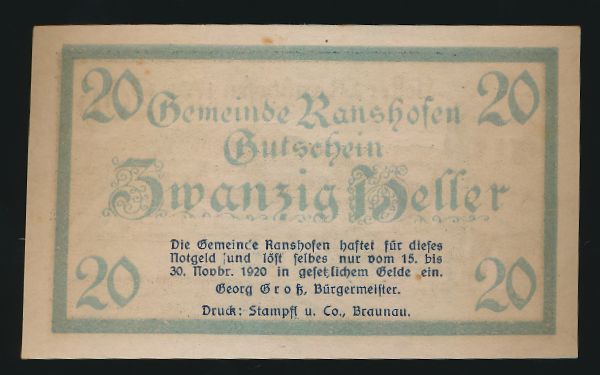 20 20
Gemeinde Ranshofen
Gutschein
Zwanzig Heller
Die Gemeinde Ranshofen haftet für dieses
Notgeld und löst selbes nur vom 15. bis
30. Novbr. 1920 in gesetzlichem Gelde ein.
Georg Groß, Bürgermeister.
20 20
Druck: Stampfl u. Co., Braunau.